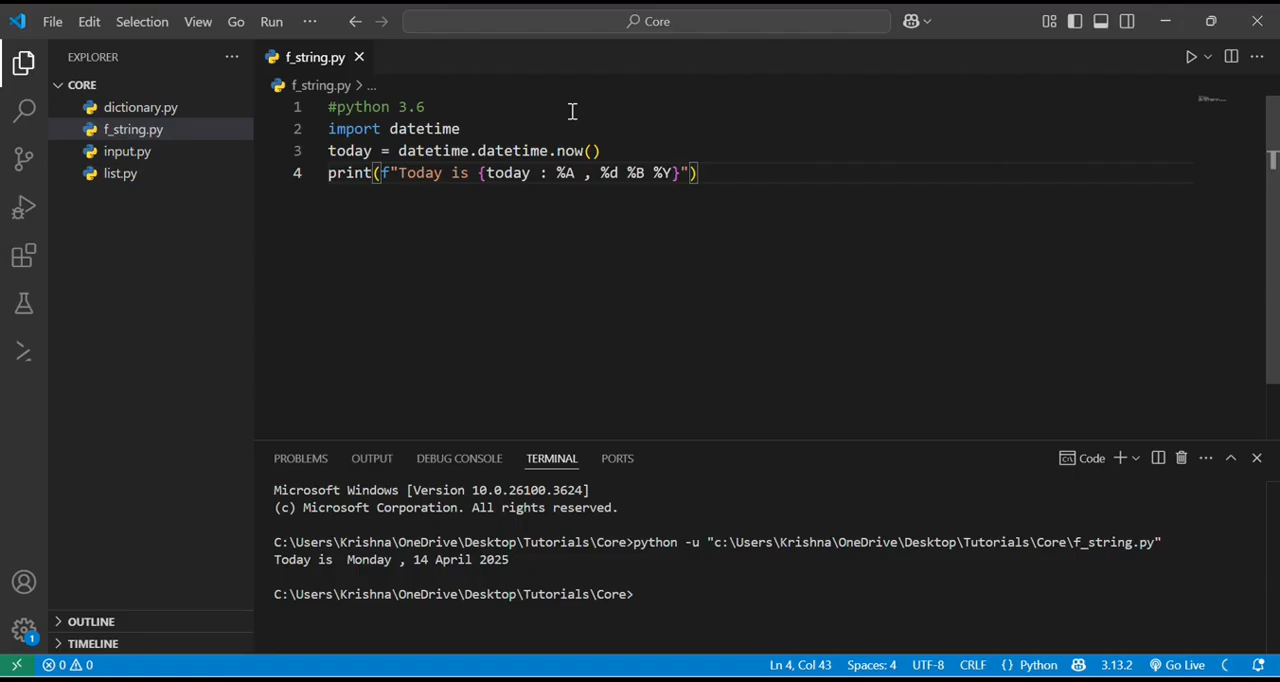 File Edit Selection View Go Run ··· Core
EXPLORER ···
CORE
dictionary.py
f_string.py
input.py
list.py
OUTLINE
TIMELINE
f_string.py
f_string.py > ...
1 #python 3.6
2 import datetime
3 today = datetime.datetime.now()
4 print(f"Today is {today : %A , %d %B %Y}")
PROBLEMS OUTPUT DEBUG CONSOLE TERMINAL PORTS Code
Microsoft Windows [Version 10.0.26100.3624]
(c) Microsoft Corporation. All rights reserved.
C:\Users\Krishna\OneDrive\Desktop\Tutorials\Core>python -u "c:\Users\Krishna\OneDrive\Desktop\Tutorials\Core\f_string.py"
Today is  Monday , 14 April 2025
C:\Users\Krishna\OneDrive\Desktop\Tutorials\Core>
1
0 0 Ln 4, Col 43 Spaces: 4 UTF-8 CRLF {} Python 3.13.2 Go Live